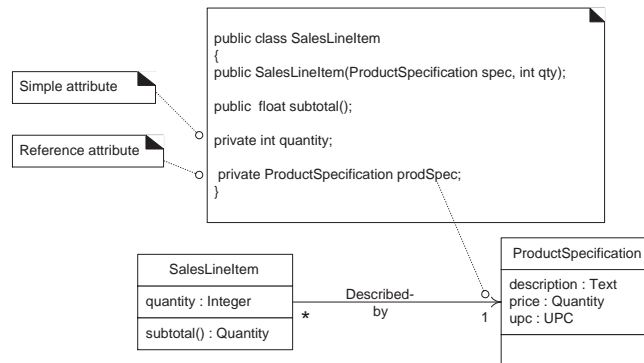 public class SalesLineItem
{
public SalesLineItem(ProductSpecification spec, int qty);
Simple attribute
public float subtotal();
private int quantity;
Reference attribute
private ProductSpecification prodSpec;
}
SalesLineItem
quantity : Integer
subtotal() : Quantity
Described-
by
*
1
ProductSpecification
description : Text
price : Quantity
upc : UPC